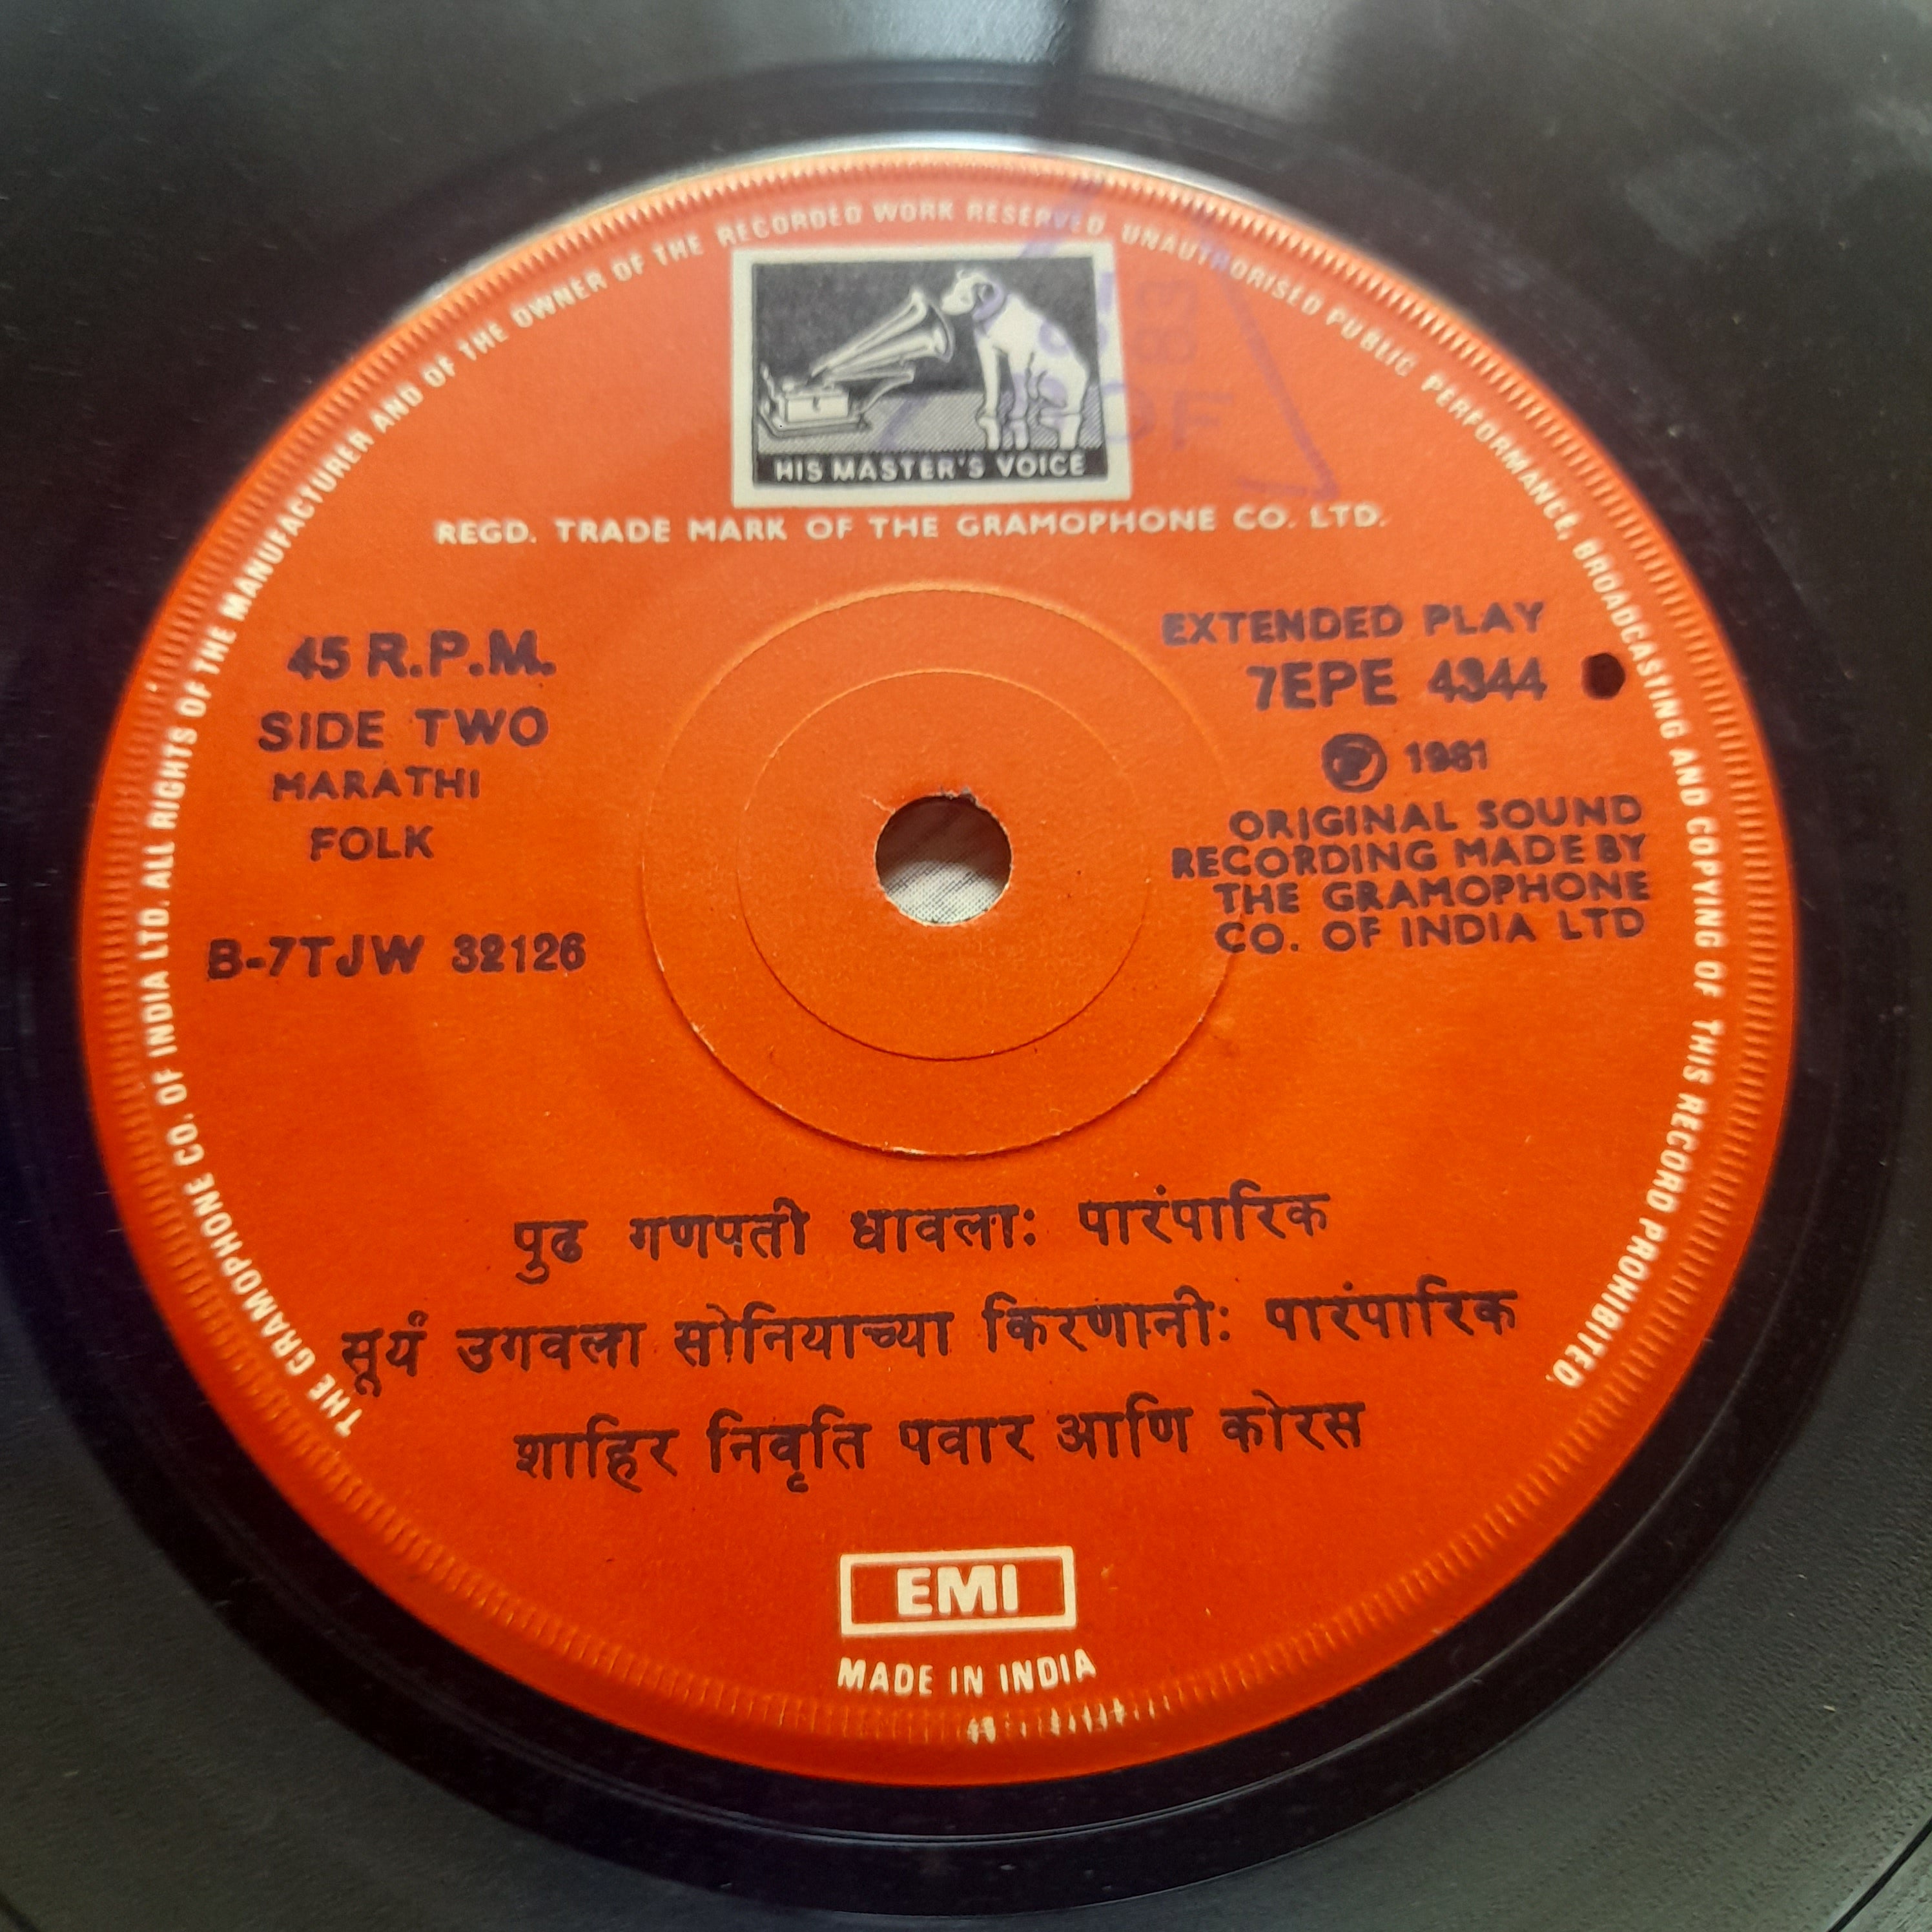 THE GRAMOPHONE CO. OF INDIA LTD. ALL RIGHTS OF THE MANUFACTURER AND OF THE OWNER OF THE RECORDED WORK RESERVED. UNAUTHORISED PUBLIC PERFORMANCE, BROADCASTING AND COPYING OF THIS RECORD PROHIBITED.
HIS MASTER'S VOICE
REGD. TRADE MARK OF THE GRAMOPHONE CO. LTD.
45 R.P.M.
SIDE TWO
MARATHI
FOLK
B-7TJW 32126
EXTENDED PLAY
7EPE 4344
Ⓟ 1981
ORIGINAL SOUND
RECORDING MADE BY
THE GRAMOPHONE
CO. OF INDIA LTD
पुढ गणपती धावला: पारंपारिक
सूर्य उगवला सोनियाच्या किरणानी: पारंपारिक
शाहिर निवृति पवार आणि कोरस
EMI
MADE IN INDIA